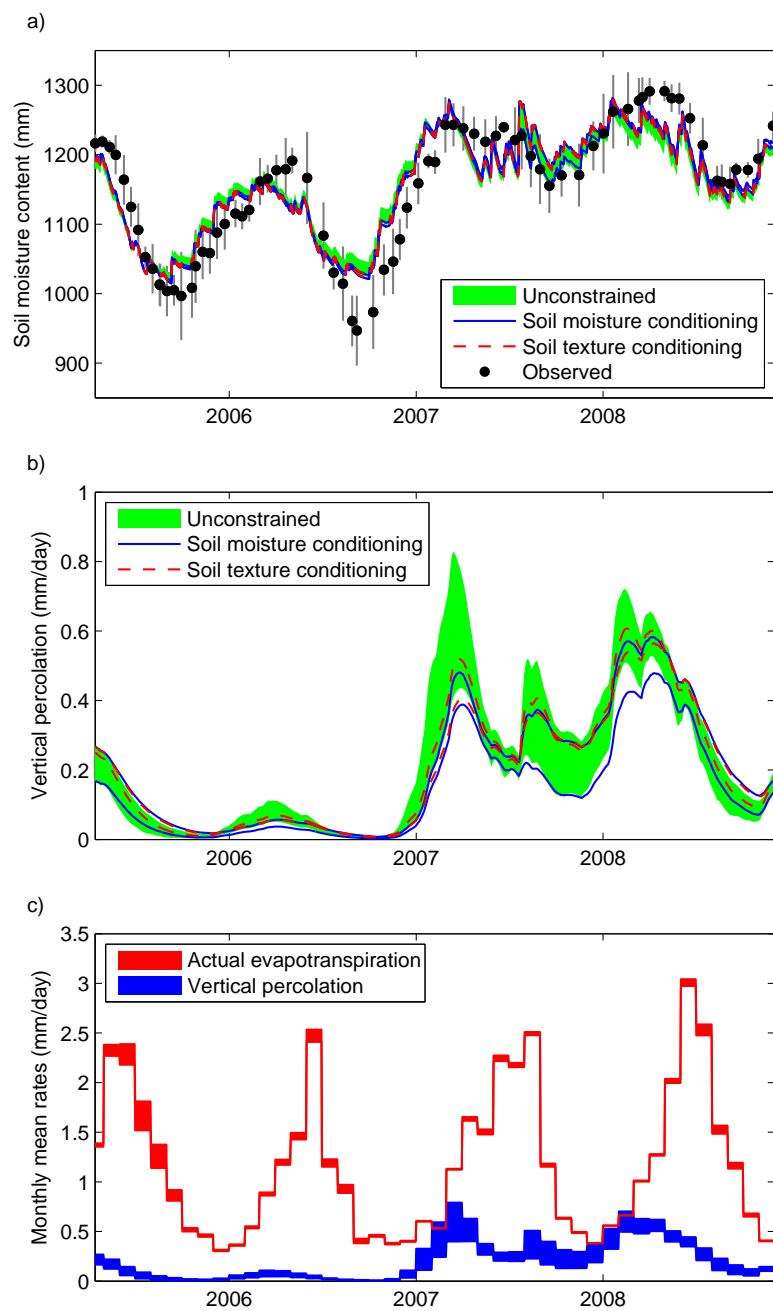 a)
Soil moisture content (mm)
1300
1200
1100
1000
900
Unconstrained
Soil moisture conditioning
Soil texture conditioning
Observed
2006
2007
2008
b)
Vertical percolation (mm/day)
1
0.8
0.6
0.4
0.2
0
Unconstrained
Soil moisture conditioning
Soil texture conditioning
2006
2007
2008
c)
Monthly mean rates (mm/day)
3.5
3
2.5
2
1.5
1
0.5
0
Actual evapotranspiration
Vertical percolation
2006
2007
2008